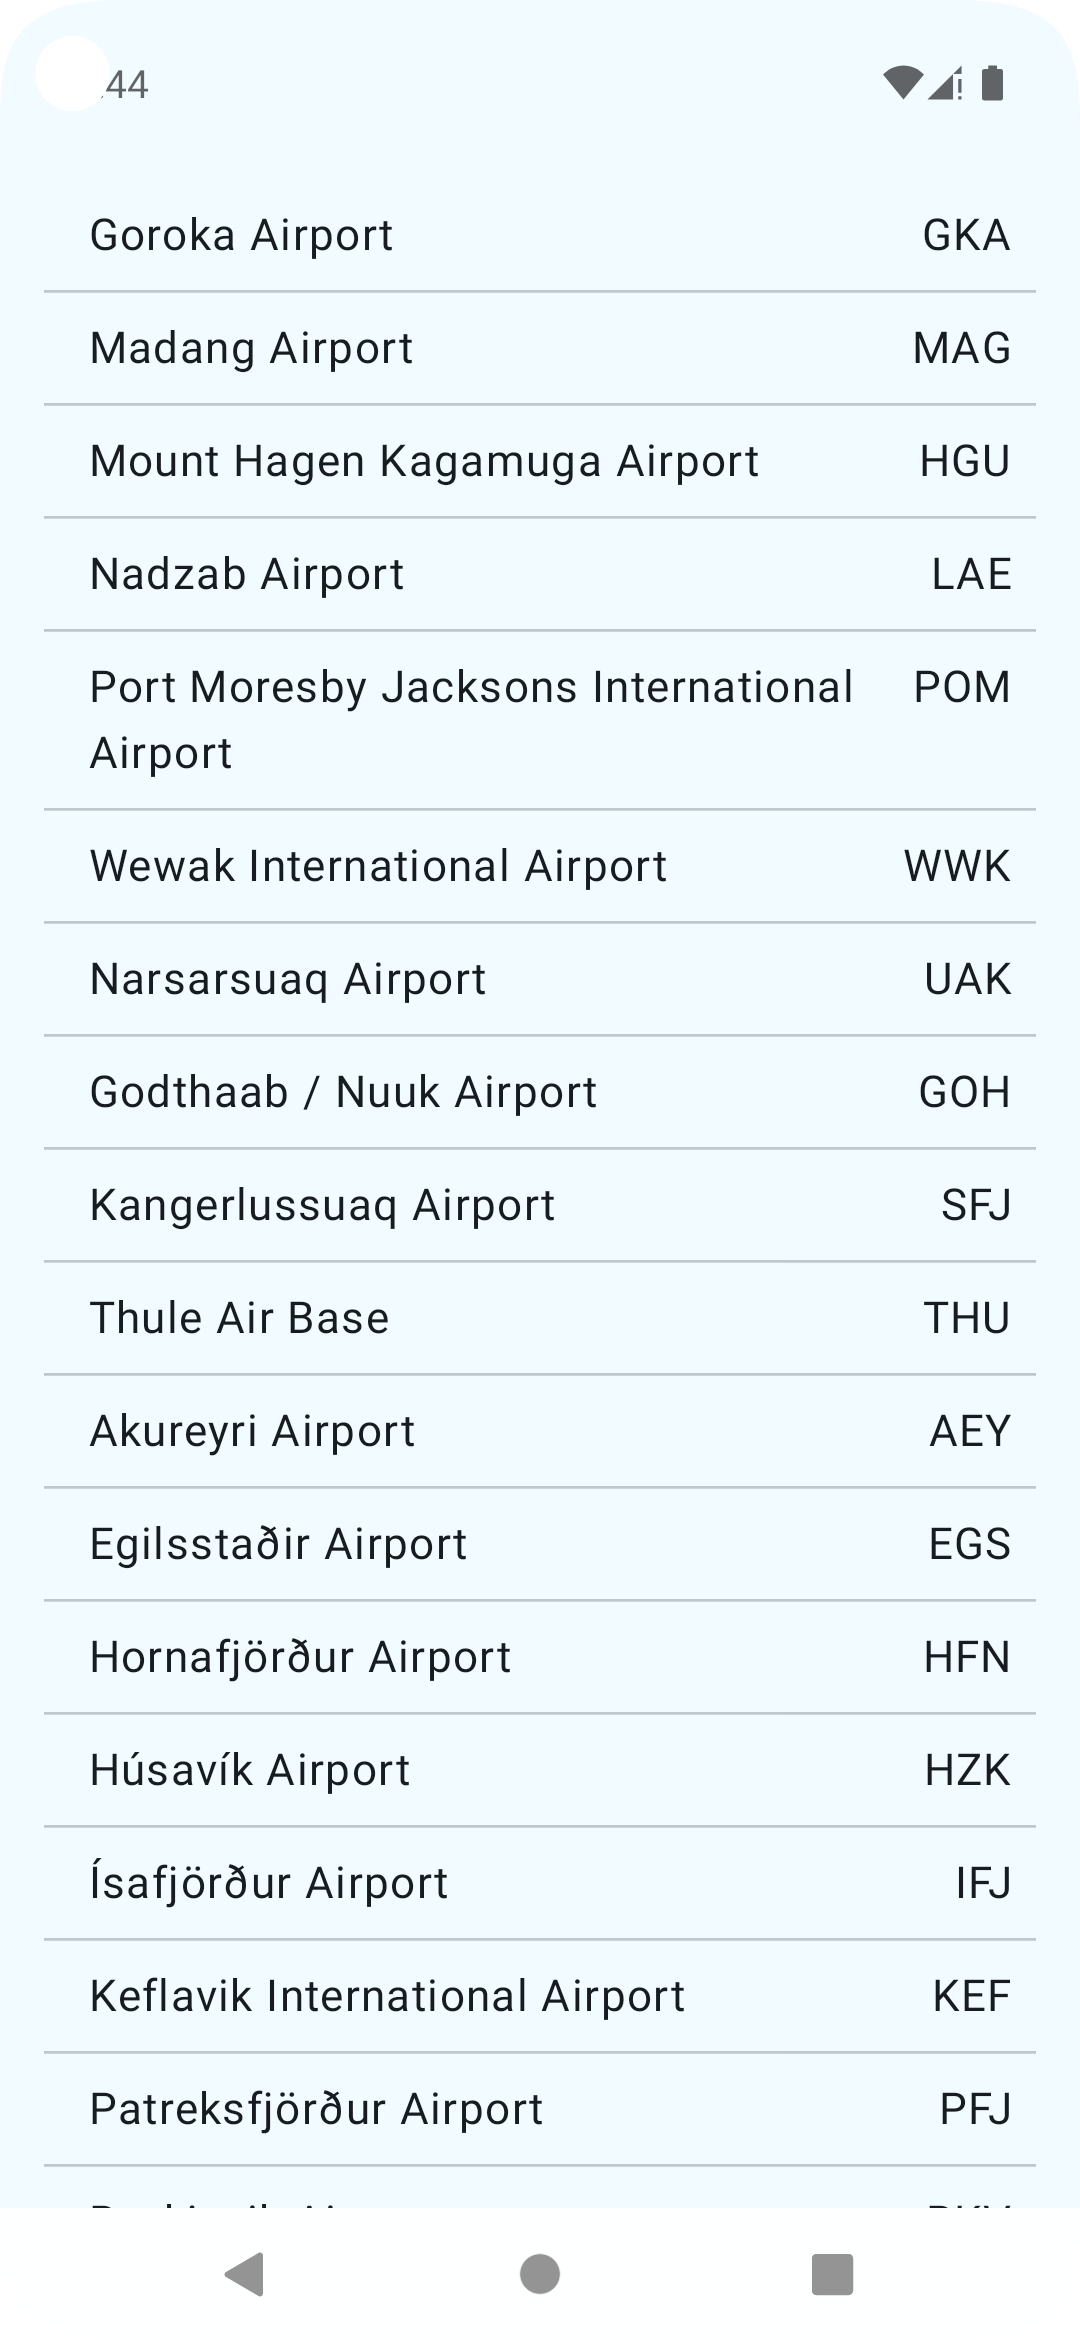 44
Goroka Airport GKA
Madang Airport MAG
Mount Hagen Kagamuga Airport HGU
Nadzab Airport LAE
Port Moresby Jacksons International POM
Airport
Wewak International Airport WWK
Narsarsuaq Airport UAK
Godthaab / Nuuk Airport GOH
Kangerlussuaq Airport SFJ
Thule Air Base THU
Akureyri Airport AEY
Egilsstaðir Airport EGS
Hornafjörður Airport HFN
Húsavík Airport HZK
Ísafjörður Airport IFJ
Keflavik International Airport KEF
Patreksfjörður Airport PFJ